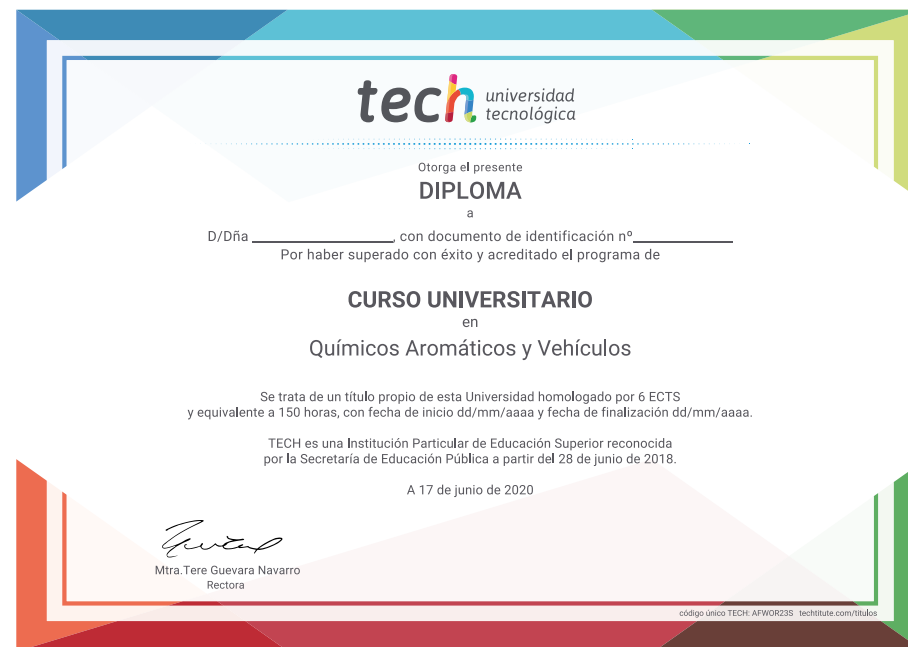 tech universidad
tecnológica
Otorga el presente
DIPLOMA
a
D/Dña ____________________, con documento de identificación nº______________
Por haber superado con éxito y acreditado el programa de
CURSO UNIVERSITARIO
en
Químicos Aromáticos y Vehículos
Se trata de un título propio de esta Universidad homologado por 6 ECTS
y equivalente a 150 horas, con fecha de inicio dd/mm/aaaa y fecha de finalización dd/mm/aaaa.
TECH es una Institución Particular de Educación Superior reconocida
por la Secretaría de Educación Pública a partir del 28 de junio de 2018.
A 17 de junio de 2020
Mtra.Tere Guevara Navarro
Rectora
código único TECH: AFWOR23S techtitute.com/titulos